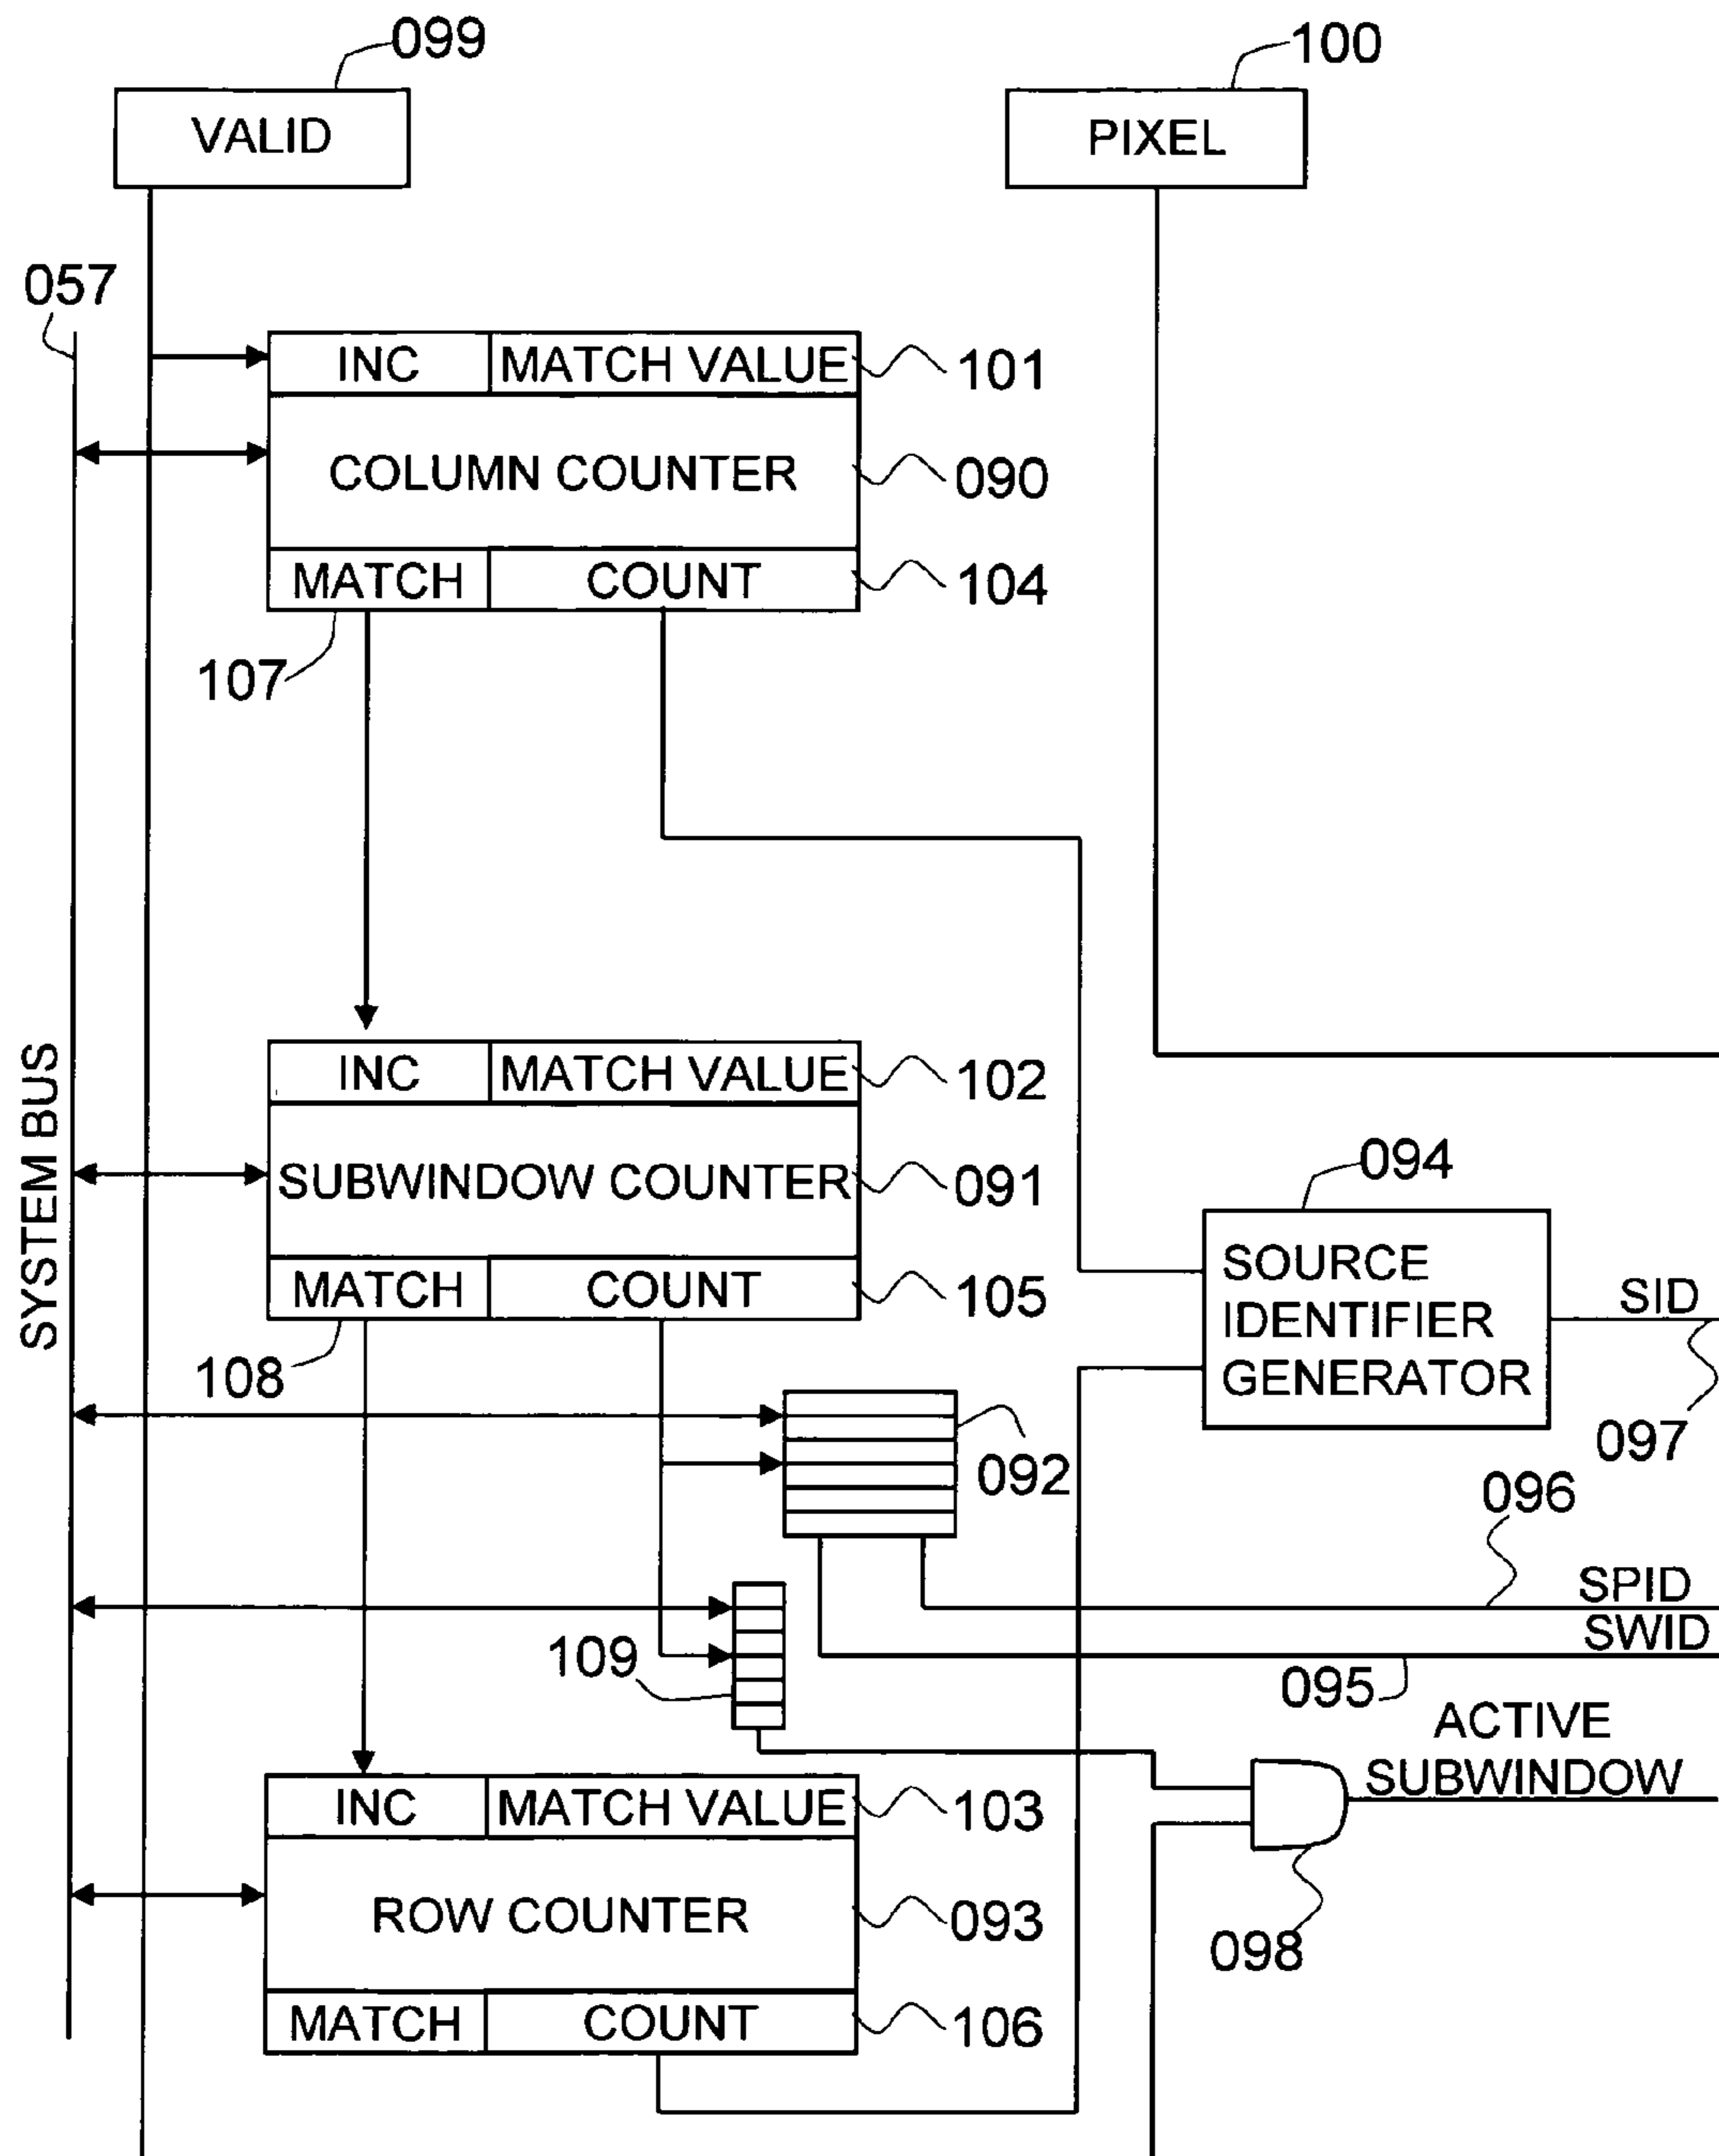 099
100
VALID
PIXEL
057
INC
MATCH VALUE
101
COLUMN COUNTER
090
MATCH
COUNT
104
107
SYSTEM BUS
INC
MATCH VALUE
102
SUBWINDOW COUNTER
091
MATCH
COUNT
105
108
094
SOURCE
IDENTIFIER
GENERATOR
SID
097
092
096
SPID
SWID
095
109
ACTIVE
SUBWINDOW
098
INC
MATCH VALUE
103
ROW COUNTER
093
MATCH
COUNT
106